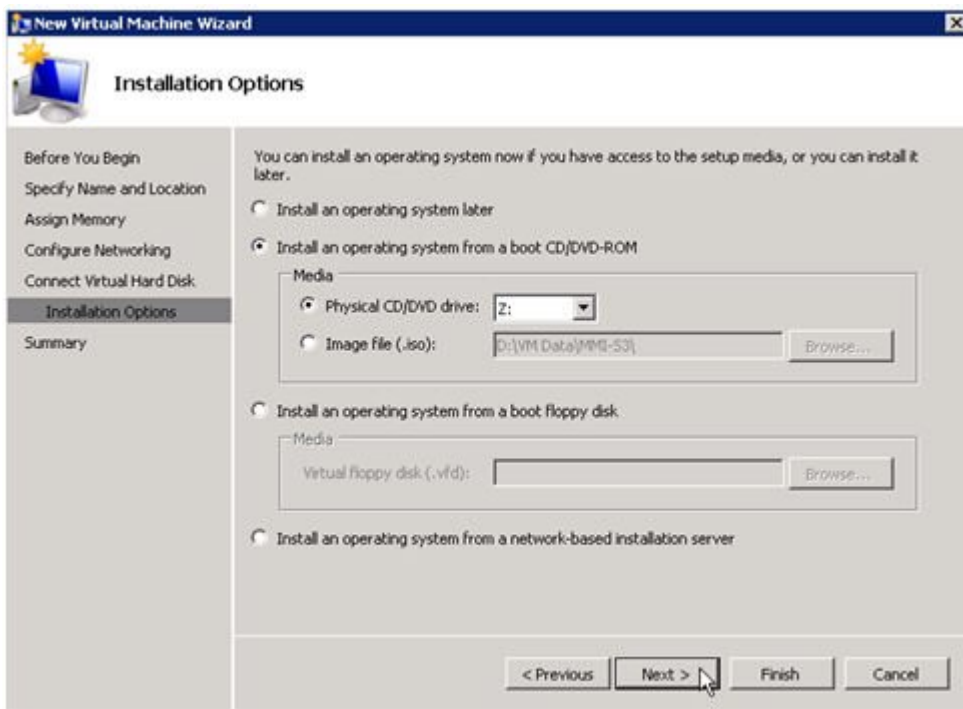 New Virtual Machine Wizard
Installation Options
Before You Begin
Specify Name and Location
Assign Memory
Configure Networking
Connect Virtual Hard Disk
Installation Options
Summary
You can install an operating system now if you have access to the setup media, or you can install it
later.
Install an operating system later
Install an operating system from a boot CD/DVD-ROM
Media
Physical CD/DVD drive: Z:
Image file (.iso): D:\VM Data\MMI-S3\ Browse...
Install an operating system from a boot floppy disk
Media
Virtual floppy disk (.vfd): Browse...
Install an operating system from a network-based installation server
< Previous Next > Finish Cancel